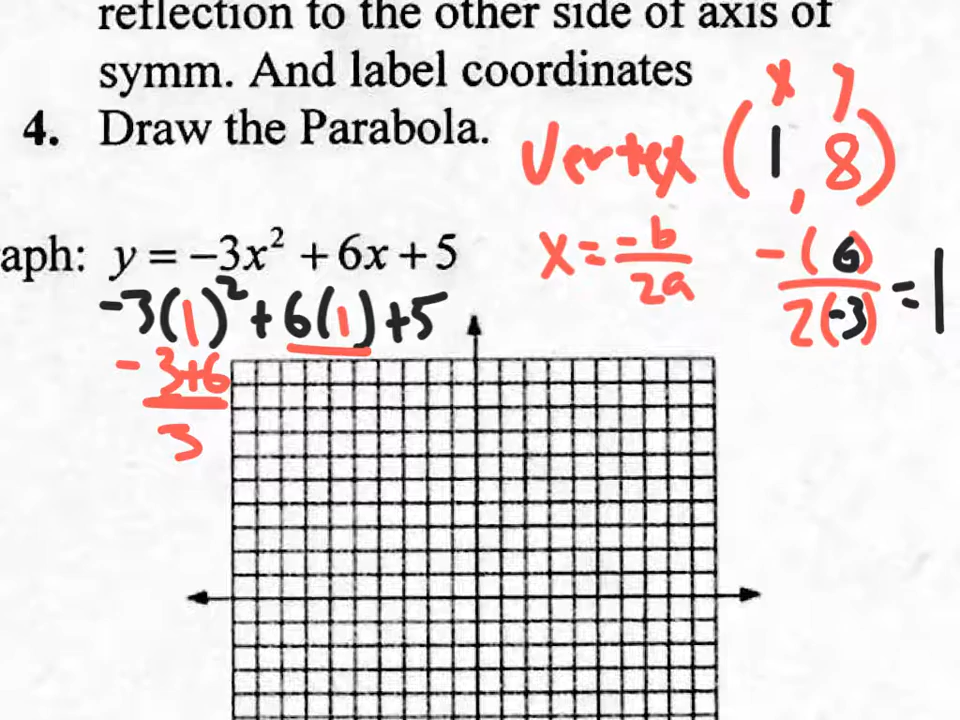 reflection to the other side of axis of
symm. And label coordinates
x y
4. Draw the Parabola.
Vertex (1, 8)
aph: y = −3x² + 6x + 5
x = -b/2a
-(6)/2(-3) = 1
-3(1)² + 6(1) + 5
- 3+6
3